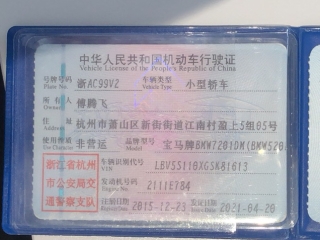 中华人民共和国机动车行驶证
Vehicle License of the People's Republic of China
号牌号码 浙AC99V2 车辆类型 小型轿车
Plate No. Vehicle Type
所有人 傅腾飞
Owner
住址 杭州市萧山区新街街道江南村盈上5组65号
Address
使用性质 非营运 品牌型号 宝马牌BMW7201DM(BMW520
Use Character Model
浙江省杭州 车辆识别代号
VIN
市公安局交 发动机号码 2111E784
Engine No.
通警察支队 注册日期 2015-12-23 发证日期 2021-04-26
Register Date Issue Date